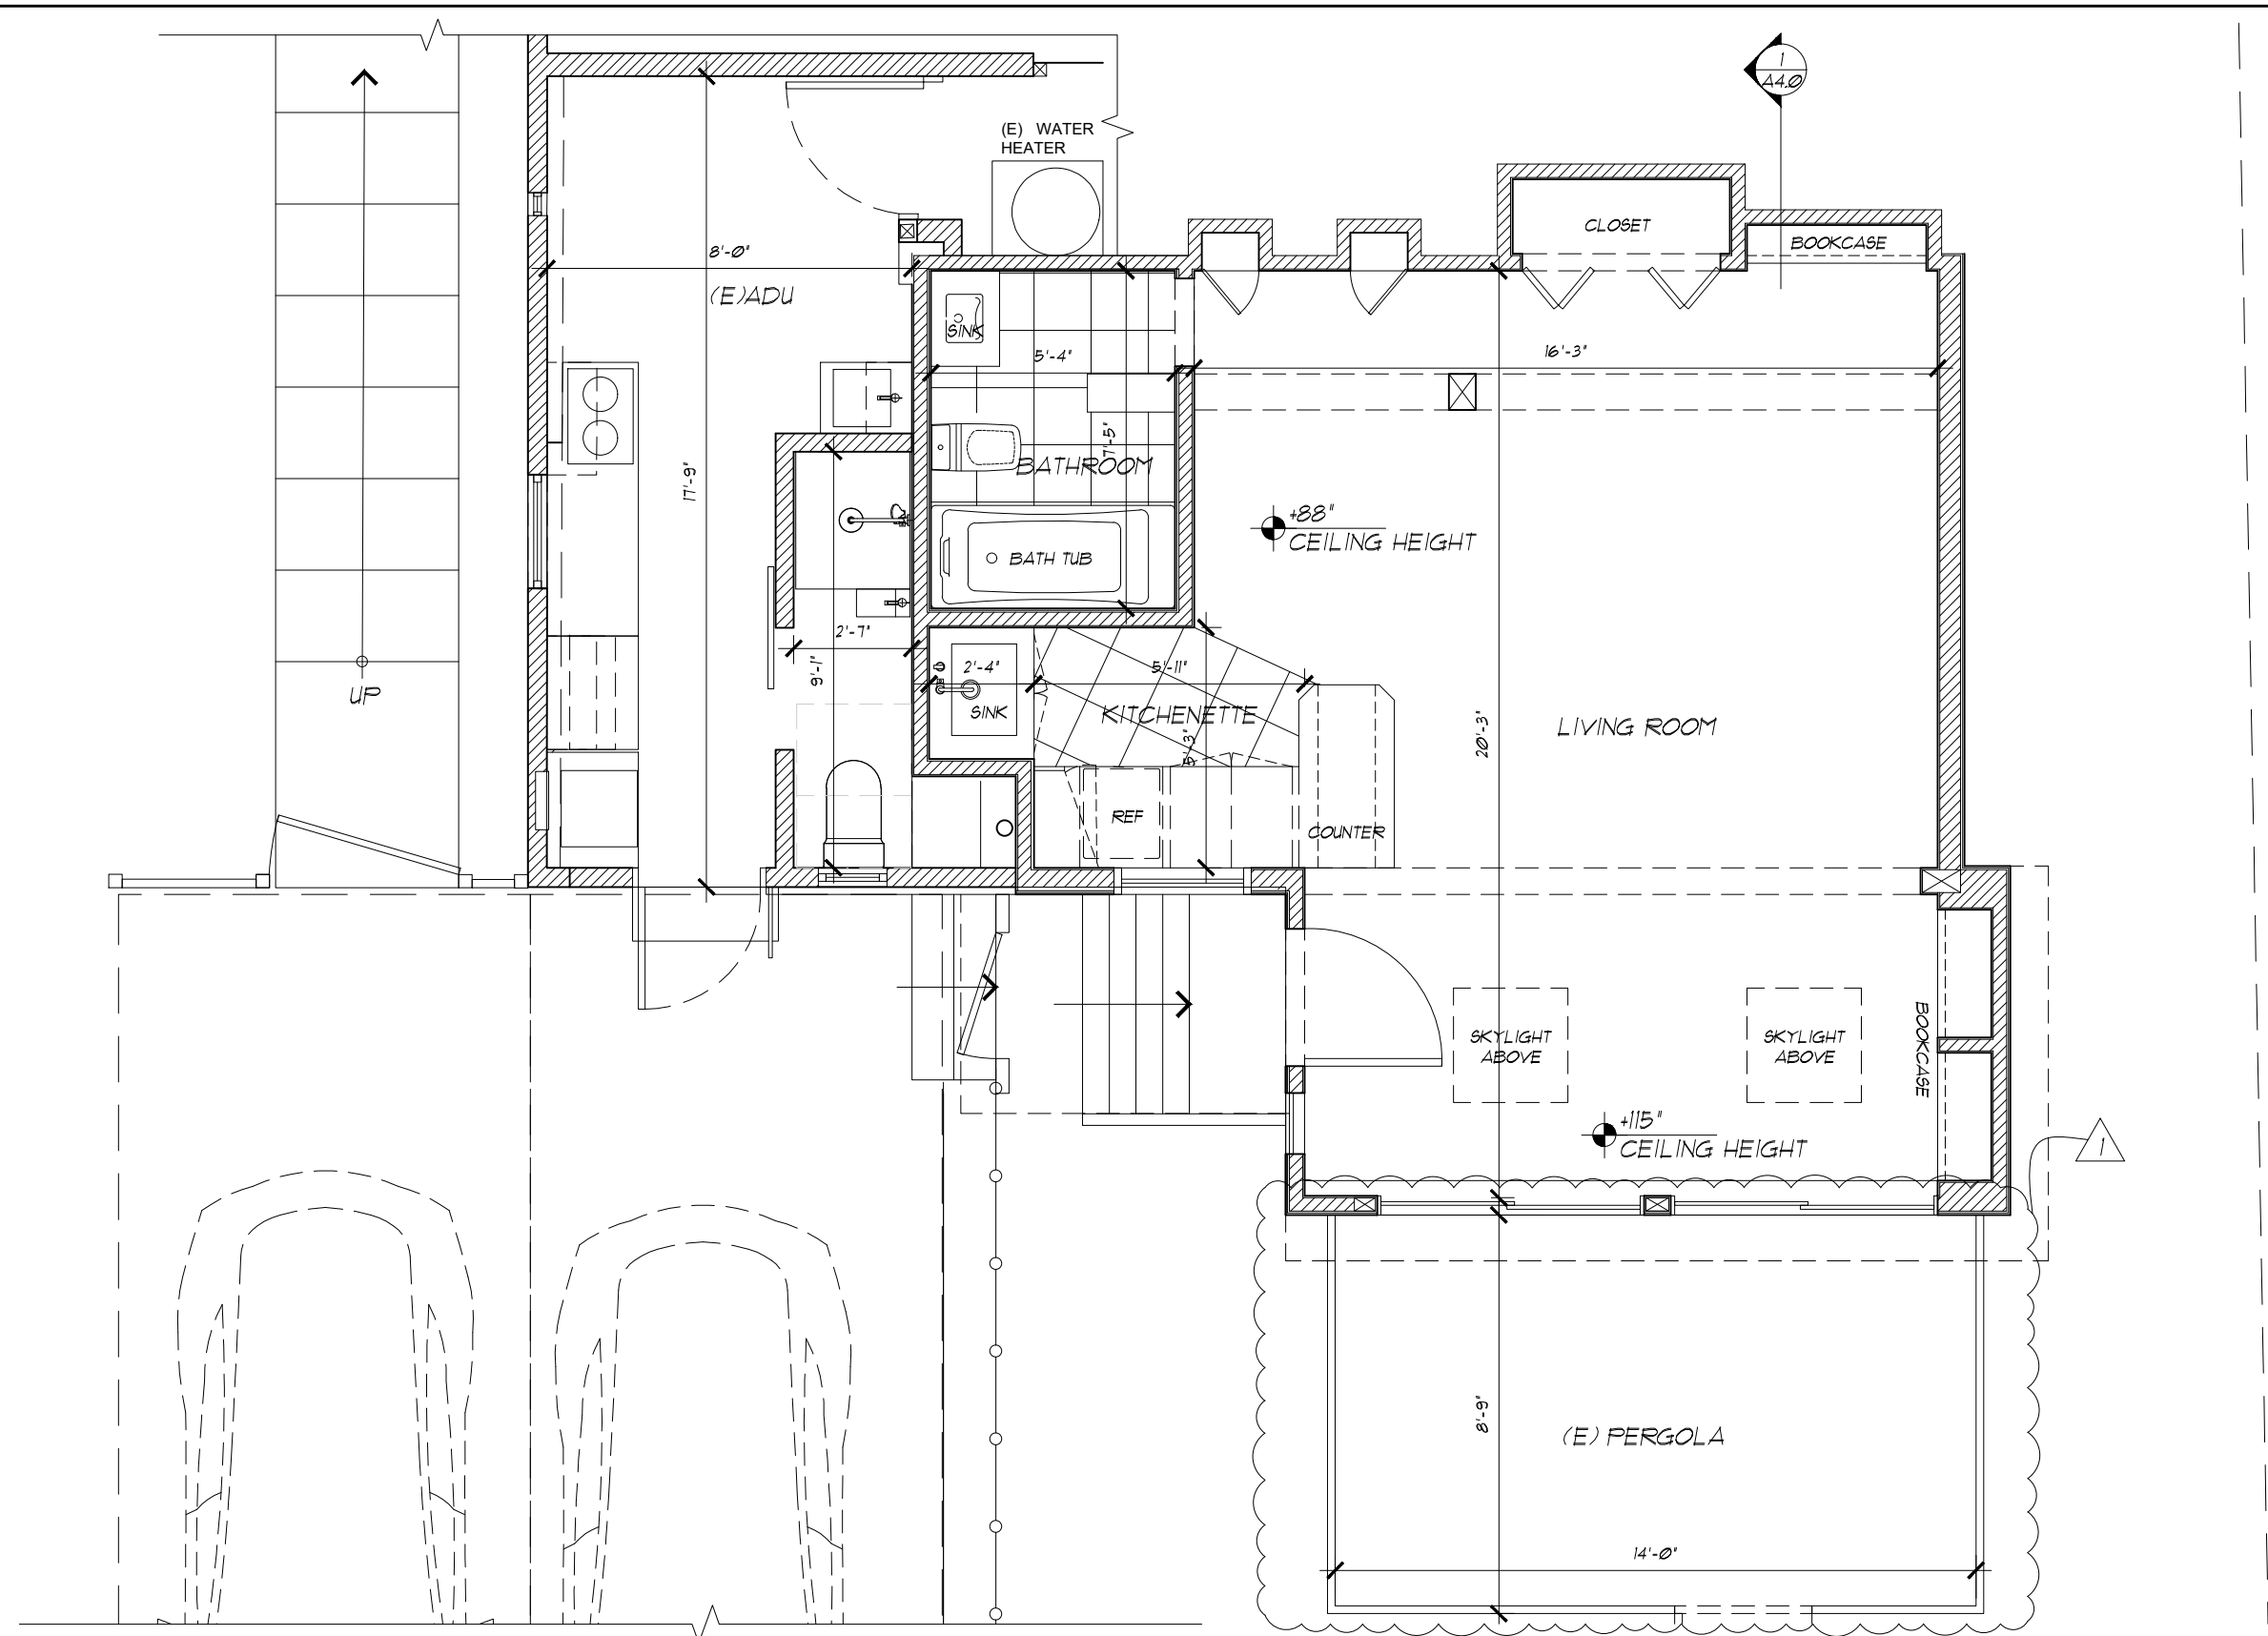 1
A4.0
(E) WATER
HEATER
CLOSET
BOOKCASE
8'-0"
(E)ADU
SINK
5'-4"
16'-3"
7'-5"
BATHROOM
17'-9"
+88"
CEILING HEIGHT
BATH TUB
2'-7"
9'-1"
2'-4"
5'-11"
UP
SINK
KITCHENETTE
5'-3"
20'-3"
LIVING ROOM
REF
COUNTER
SKYLIGHT
ABOVE
SKYLIGHT
ABOVE
BOOKCASE
+115"
CEILING HEIGHT
1
8'-9"
(E) PERGOLA
14'-0"